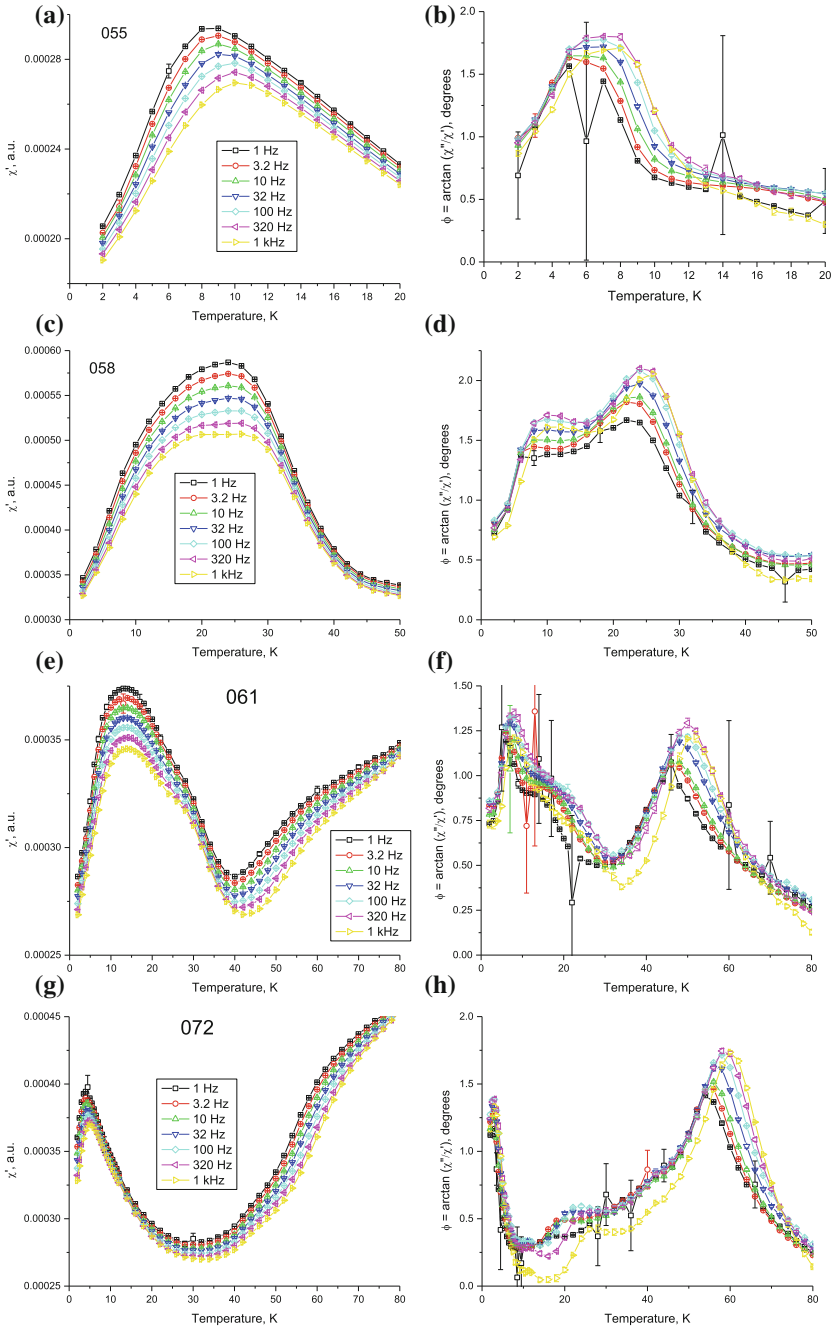 (a)
055
0.00028
0.00024
0.00020
χ', a.u.
1 Hz
3.2 Hz
10 Hz
32 Hz
100 Hz
320 Hz
1 kHz
0 2 4 6 8 10 12 14 16 18 20
Temperature, K
(b)
2.0
1.5
1.0
0.5
0.0
ϕ = arctan (χ''/χ'), degrees
0 2 4 6 8 10 12 14 16 18 20
Temperature, K
(c)
058
0.00060
0.00055
0.00050
0.00045
0.00040
0.00035
0.00030
χ', a.u.
1 Hz
3.2 Hz
10 Hz
32 Hz
100 Hz
320 Hz
1 kHz
0 10 20 30 40 50
Temperature, K
(d)
2.0
1.5
1.0
0.5
0.0
ϕ = arctan (χ''/χ'), degrees
0 10 20 30 40 50
Temperature, K
(e)
061
0.00035
0.00030
0.00025
χ', a.u.
1 Hz
3.2 Hz
10 Hz
32 Hz
100 Hz
320 Hz
1 kHz
0 10 20 30 40 50 60 70 80
Temperature, K
(f)
1.50
1.25
1.00
0.75
0.50
0.25
0.00
ϕ = arctan (χ''/χ'), degrees
0 20 40 60 80
Temperature, K
(g)
072
0.00045
0.00040
0.00035
0.00030
0.00025
χ', a.u.
1 Hz
3.2 Hz
10 Hz
32 Hz
100 Hz
320 Hz
1 kHz
0 10 20 30 40 50 60 70 80
Temperature, K
(h)
2.0
1.5
1.0
0.5
0.0
ϕ = arctan (χ''/χ'), degrees
0 20 40 60 80
Temperature, K